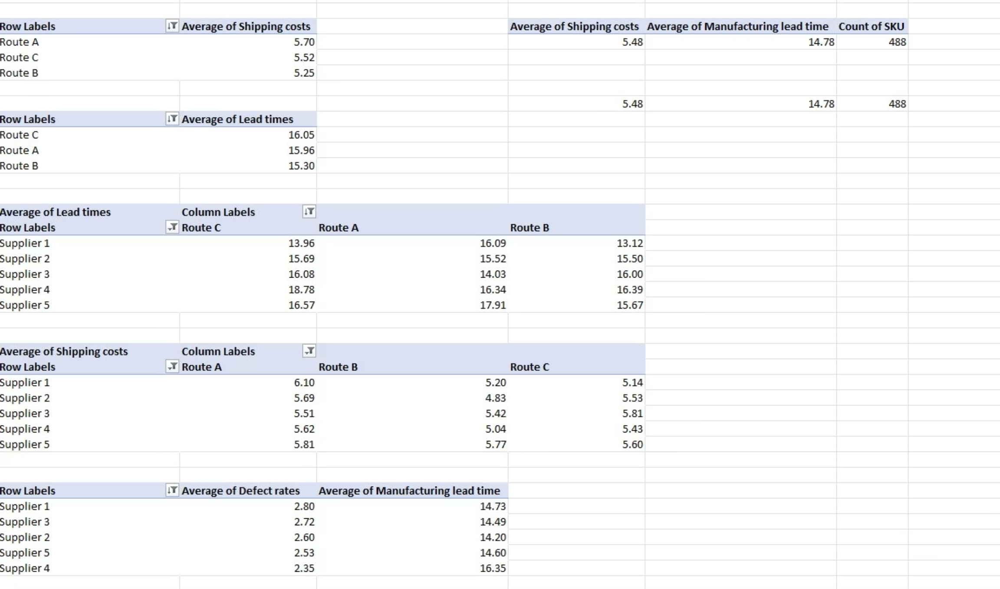 Row Labels Average of Shipping costs Average of Shipping costs Average of Manufacturing lead time Count of SKU
Route A 5.70 5.48 14.78 488
Route C 5.52
Route B 5.25
5.48 14.78 488
Row Labels Average of Lead times
Route C 16.05
Route A 15.96
Route B 15.30
Average of Lead times Column Labels
Row Labels Route C Route A Route B
Supplier 1 13.96 16.09 13.12
Supplier 2 15.69 15.52 15.50
Supplier 3 16.08 14.03 16.00
Supplier 4 18.78 16.34 16.39
Supplier 5 16.57 17.91 15.67
Average of Shipping costs Column Labels
Row Labels Route A Route B Route C
Supplier 1 6.10 5.20 5.14
Supplier 2 5.69 4.83 5.53
Supplier 3 5.51 5.42 5.81
Supplier 4 5.62 5.04 5.43
Supplier 5 5.81 5.77 5.60
Row Labels Average of Defect rates Average of Manufacturing lead time
Supplier 1 2.80 14.73
Supplier 3 2.72 14.49
Supplier 2 2.60 14.20
Supplier 5 2.53 14.60
Supplier 4 2.35 16.35